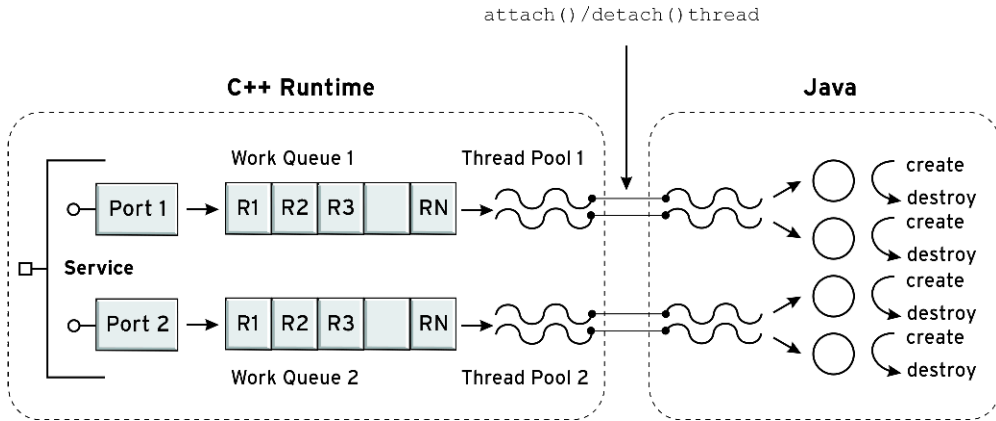 attach()/detach()thread
C++ Runtime
Java
Work Queue 1
Thread Pool 1
Port 1
R1 R2 R3 RN
create
destroy
create
destroy
Service
Port 2
R1 R2 R3 RN
create
destroy
create
destroy
Work Queue 2
Thread Pool 2